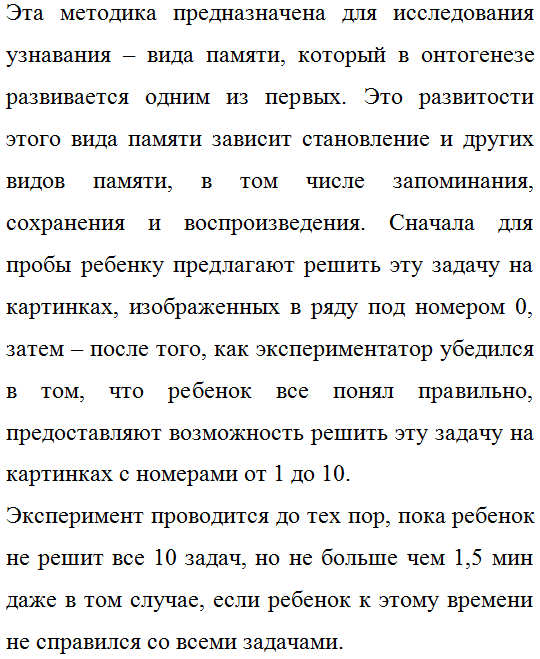 Эта методика предназначена для исследования
узнавания – вида памяти, который в онтогенезе
развивается одним из первых. Это развитости
этого вида памяти зависит становление и других
видов памяти, в том числе запоминания,
сохранения и воспроизведения. Сначала для
пробы ребенку предлагают решить эту задачу на
картинках, изображенных в ряду под номером 0,
затем – после того, как экспериментатор убедился
в том, что ребенок все понял правильно,
предоставляют возможность решить эту задачу на
картинках с номерами от 1 до 10.
Эксперимент проводится до тех пор, пока ребенок
не решит все 10 задач, но не больше чем 1,5 мин
даже в том случае, если ребенок к этому времени
не справился со всеми задачами.